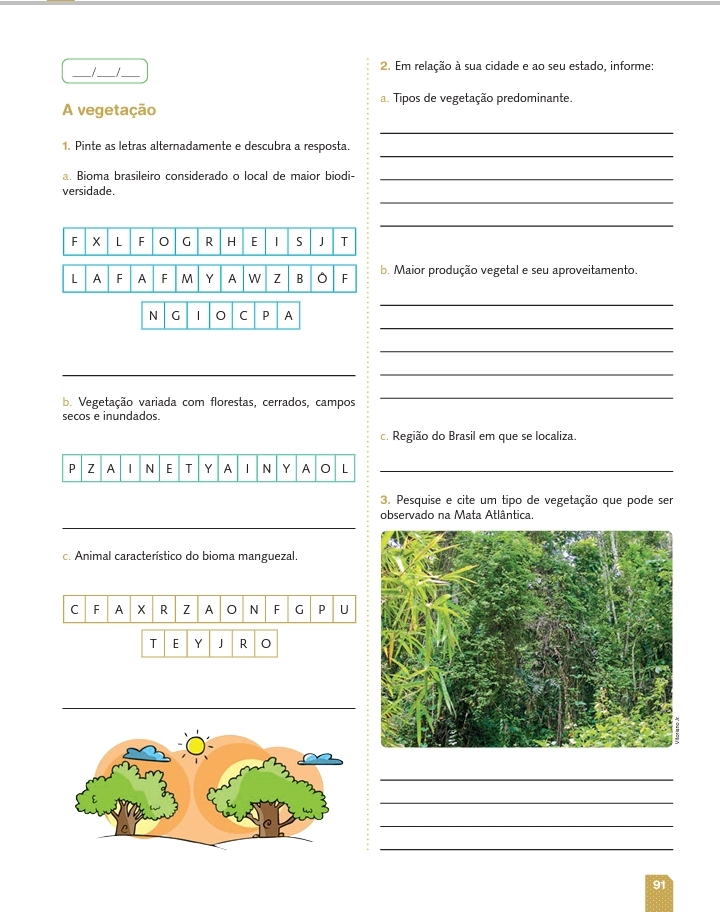 ___/___/___
A vegetação
1. Pinte as letras alternadamente e descubra a resposta.
a. Bioma brasileiro considerado o local de maior biodi-
versidade.
F X L F O G R H E I S J T
L A F A F M Y A W Z B Ô F
N G I O C P A
b. Vegetação variada com florestas, cerrados, campos
secos e inundados.
P Z A I N E T Y A I N Y A O L
c. Animal característico do bioma manguezal.
C F A X R Z A O N F G P U
T E Y J R O
2. Em relação à sua cidade e ao seu estado, informe:
a. Tipos de vegetação predominante.
b. Maior produção vegetal e seu aproveitamento.
c. Região do Brasil em que se localiza.
3. Pesquise e cite um tipo de vegetação que pode ser
observado na Mata Atlântica.
Vitoriano Jr.
91